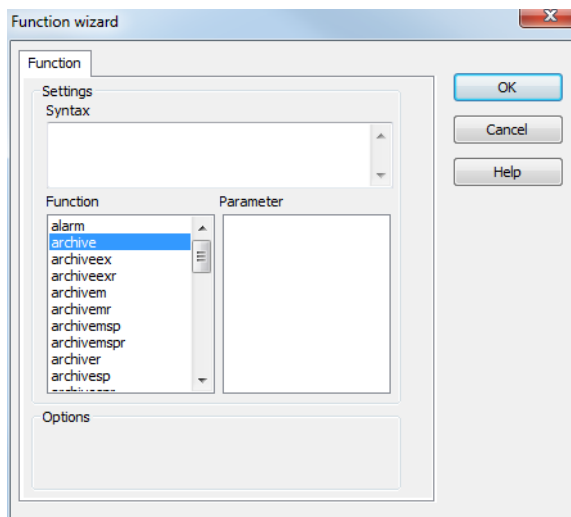 Function wizard
X
Function
Settings
Syntax
OK
Cancel
Help
Function Parameter
alarm
archive
archiveex
archiveexr
archivem
archivemr
archivemsp
archivemspr
archiver
archivesp
Options